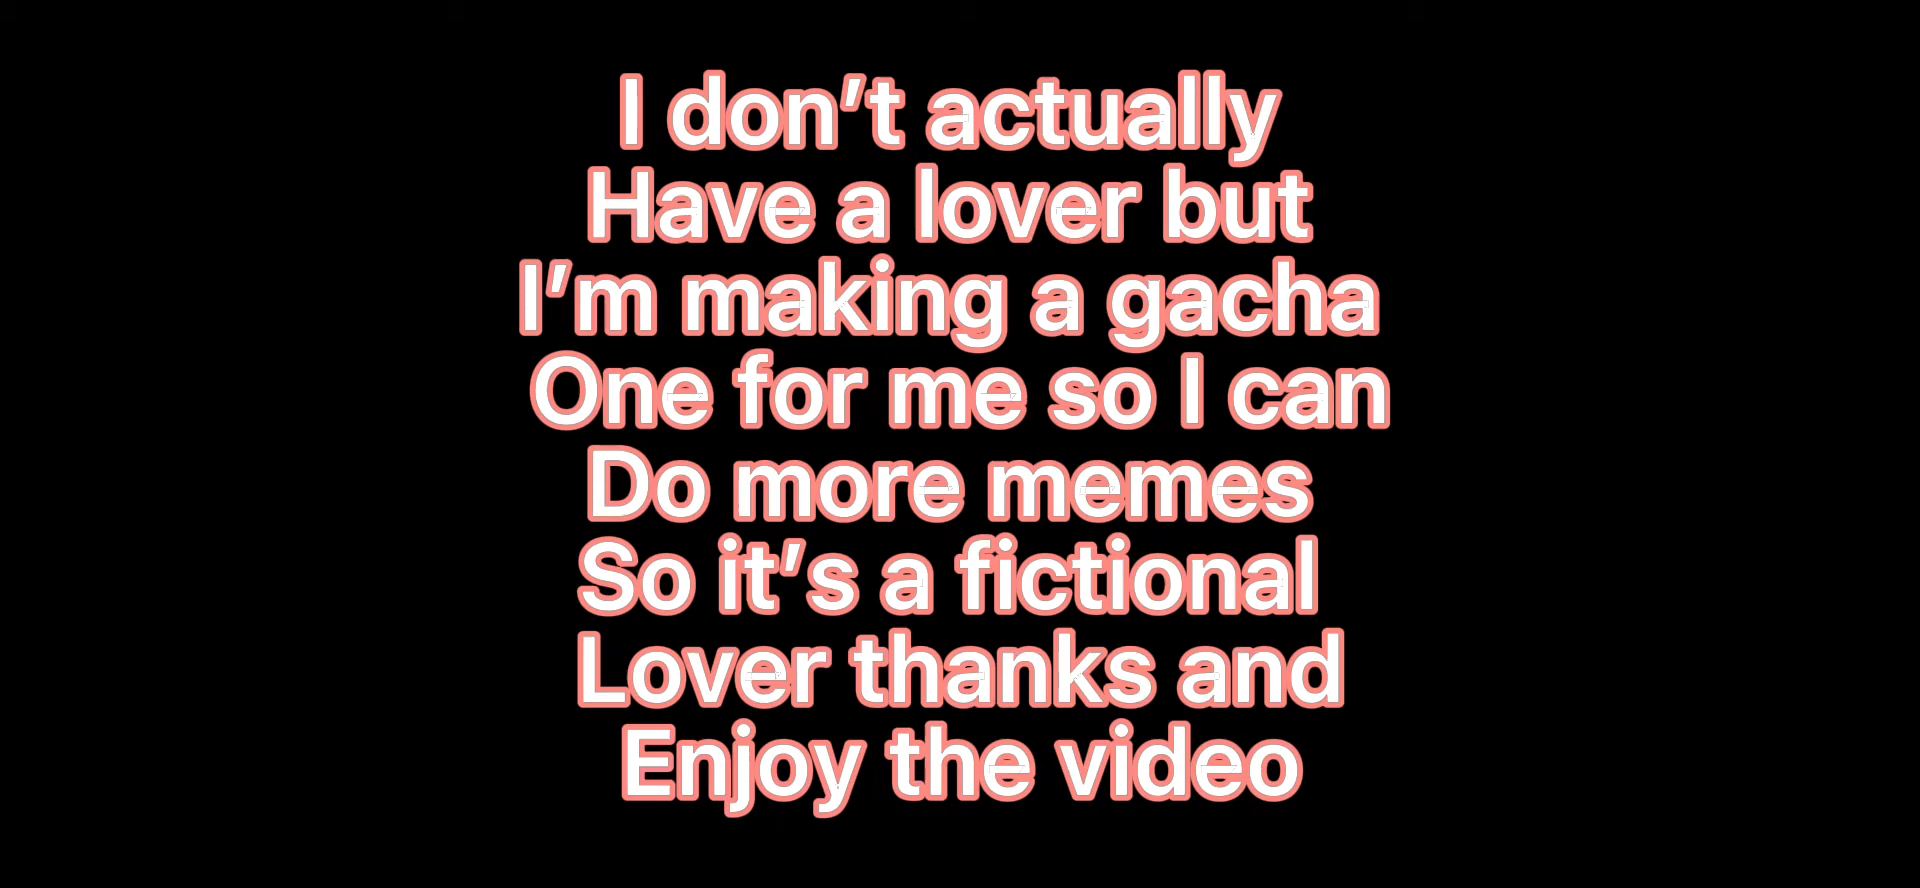 I don’t actually
Have a lover but
I’m making a gacha
One for me so I can
Do more memes
So it’s a fictional
Lover thanks and
Enjoy the video